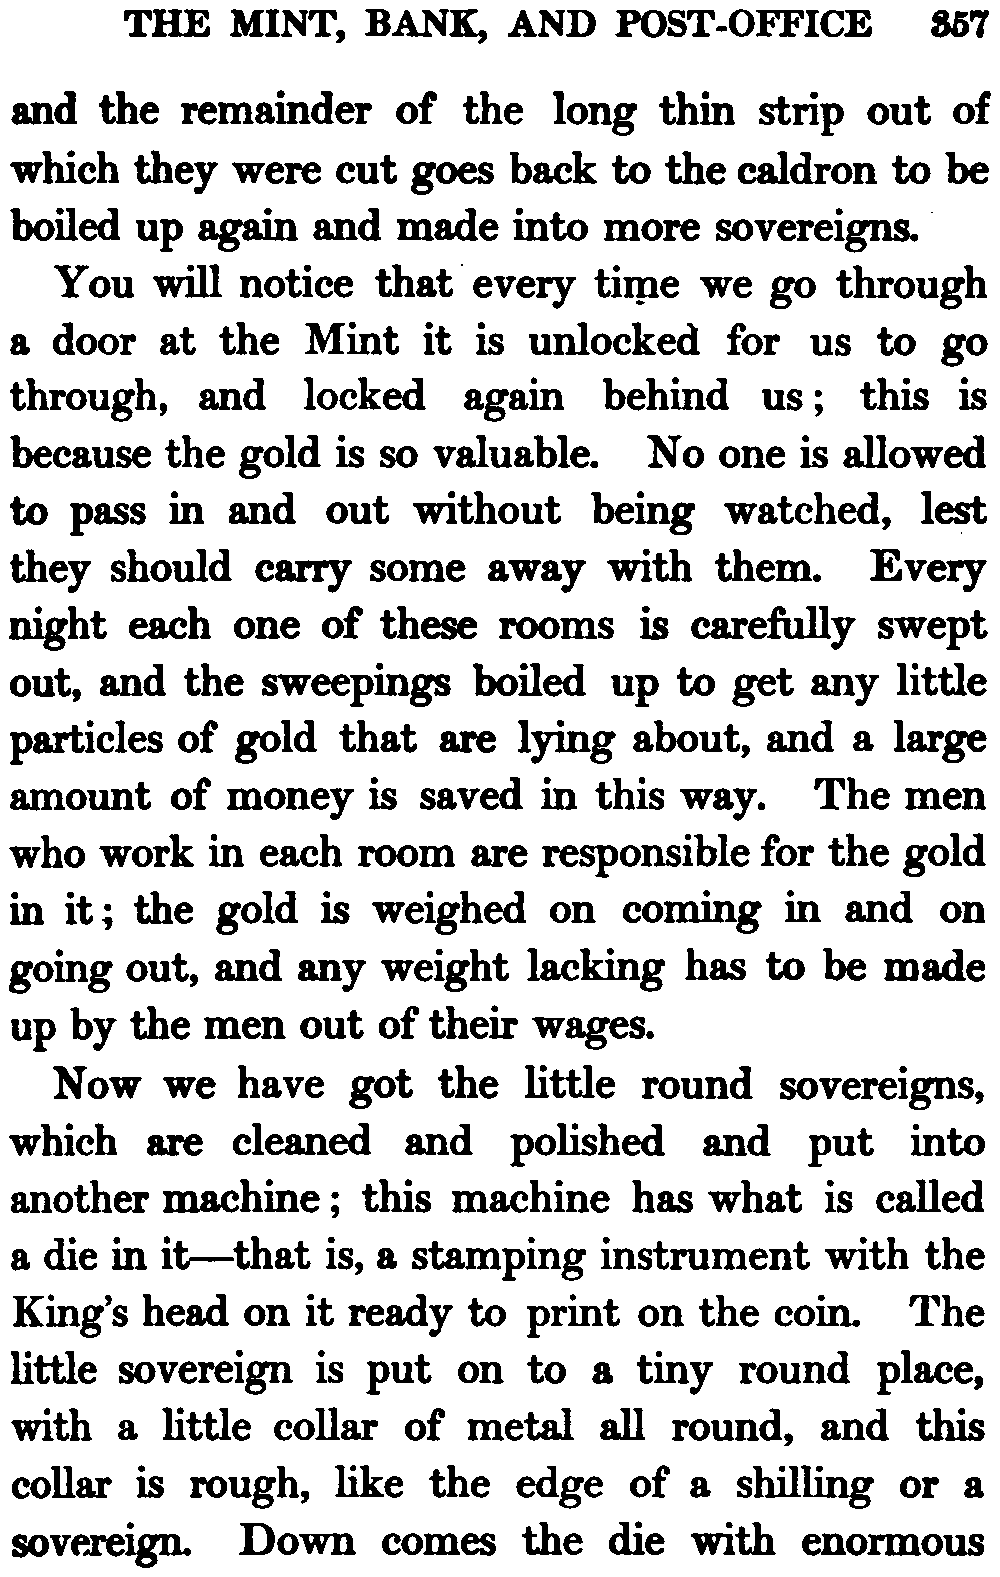 THE MINT, BANK, AND POST-OFFICE 357
and the remainder of the long thin strip out of
which they were cut goes back to the caldron to be
boiled up again and made into more sovereigns.
You will notice that every time we go through
a door at the Mint it is unlocked for us to go
through, and locked again behind us; this is
because the gold is so valuable. No one is allowed
to pass in and out without being watched, lest
they should carry some away with them. Every
night each one of these rooms is carefully swept
out, and the sweepings boiled up to get any little
particles of gold that are lying about, and a large
amount of money is saved in this way. The men
who work in each room are responsible for the gold
in it; the gold is weighed on coming in and on
going out, and any weight lacking has to be made
up by the men out of their wages.
Now we have got the little round sovereigns,
which are cleaned and polished and put into
another machine; this machine has what is called
a die in it—that is, a stamping instrument with the
King's head on it ready to print on the coin. The
little sovereign is put on to a tiny round place,
with a little collar of metal all round, and this
collar is rough, like the edge of a shilling or a
sovereign. Down comes the die with enormous